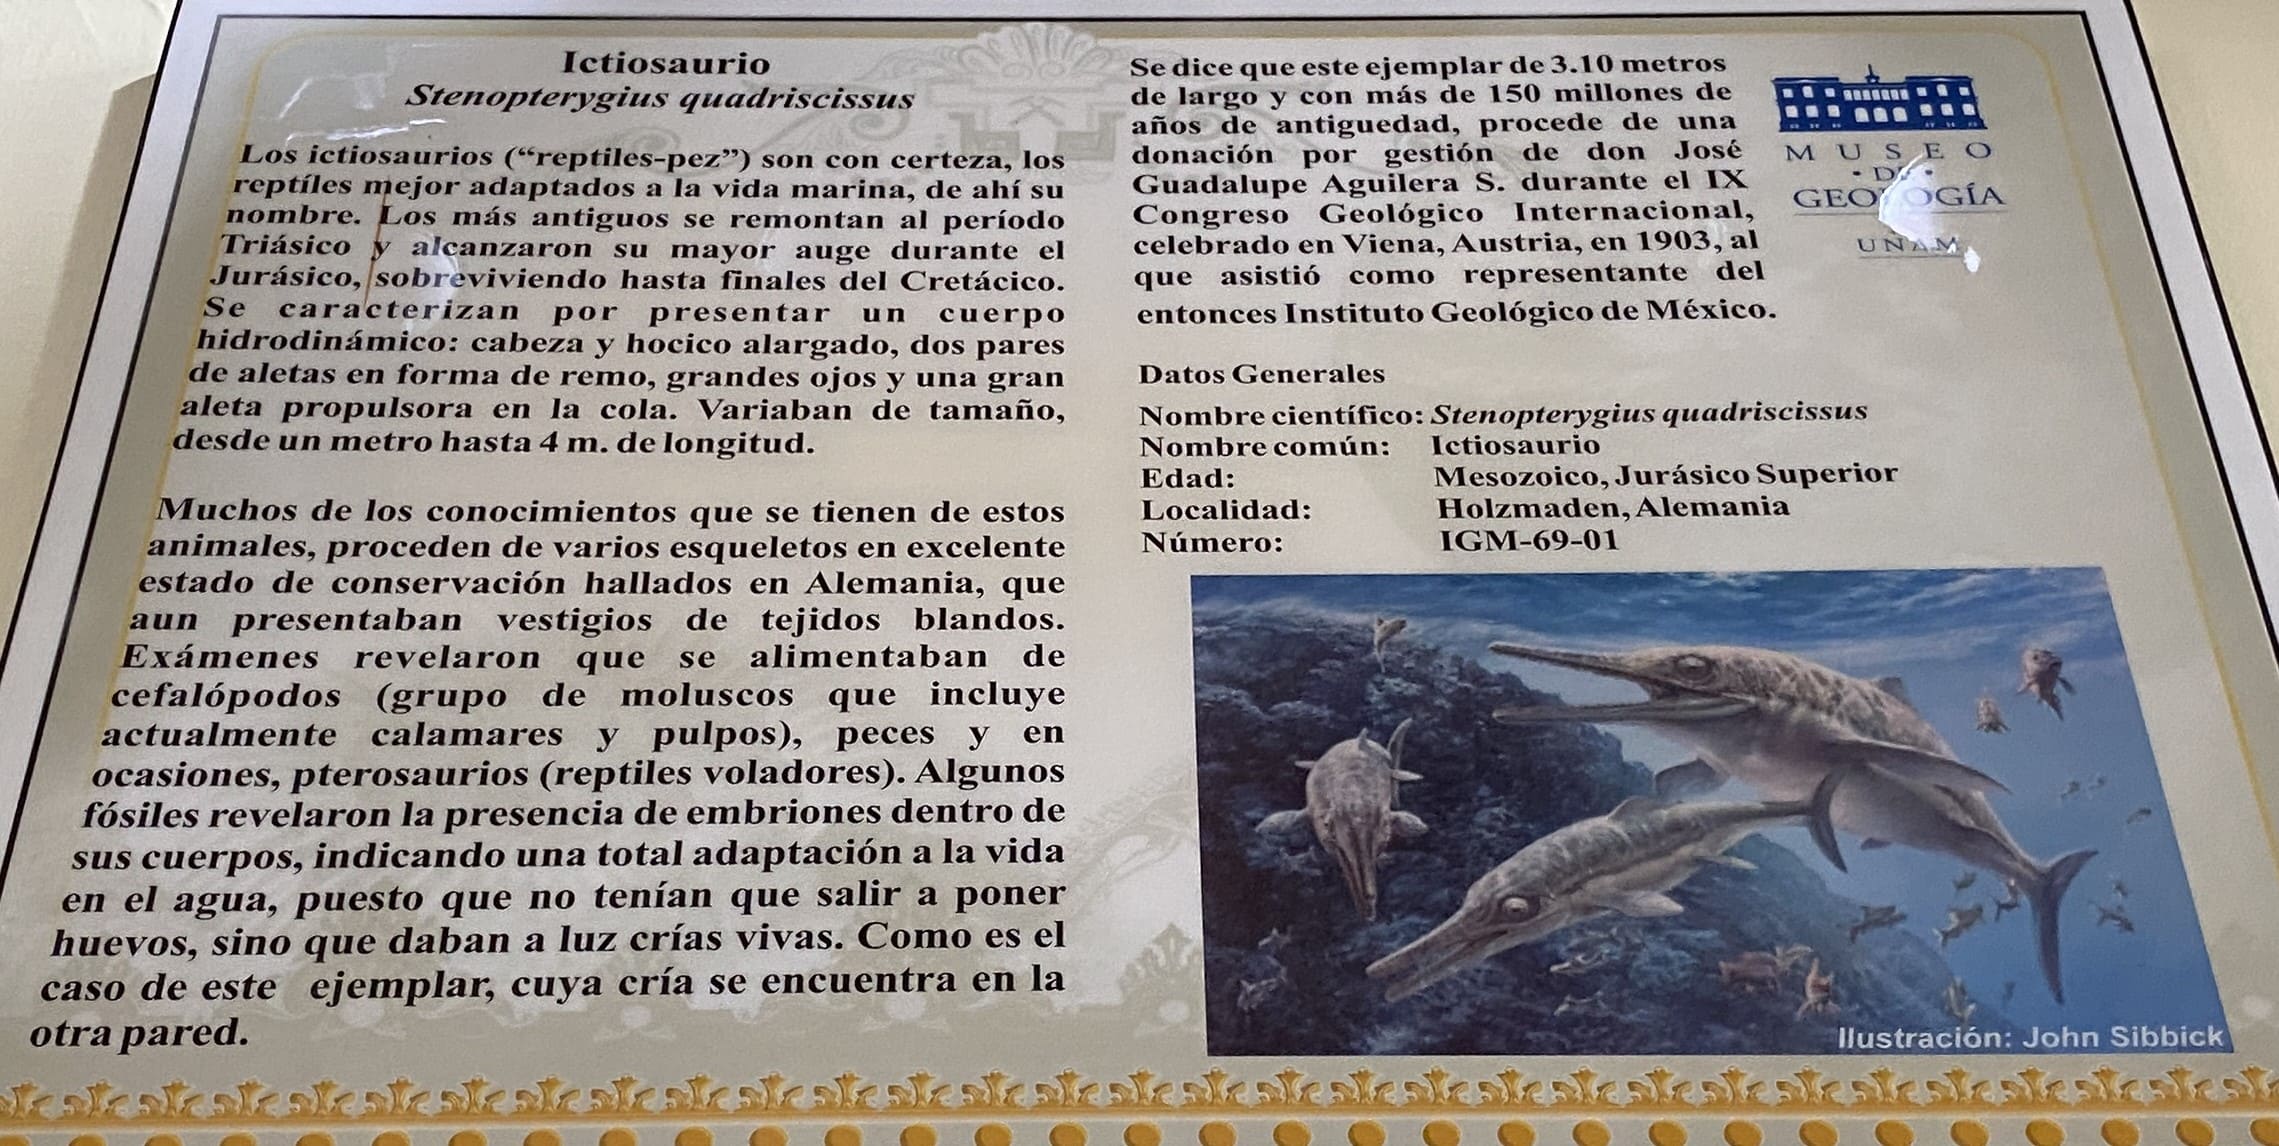 Ictiosaurio
Stenopterygius quadriscissus
Los ictiosaurios (“reptiles-pez”) son con certeza, los
reptíles mejor adaptados a la vida marina, de ahí su
nombre. Los más antiguos se remontan al período
Triásico y alcanzaron su mayor auge durante el
Jurásico, sobreviviendo hasta finales del Cretácico.
Se caracterizan por presentar un cuerpo
hidrodinámico: cabeza y hocico alargado, dos pares
de aletas en forma de remo, grandes ojos y una gran
aleta propulsora en la cola. Variaban de tamaño,
desde un metro hasta 4 m. de longitud.
Muchos de los conocimientos que se tienen de estos
animales, proceden de varios esqueletos en excelente
estado de conservación hallados en Alemania, que
aun presentaban vestigios de tejidos blandos.
Exámenes revelaron que se alimentaban de
cefalópodos (grupo de moluscos que incluye
actualmente calamares y pulpos), peces y en
ocasiones, pterosaurios (reptiles voladores). Algunos
fósiles revelaron la presencia de embriones dentro de
sus cuerpos, indicando una total adaptación a la vida
en el agua, puesto que no tenían que salir a poner
huevos, sino que daban a luz crías vivas. Como es el
caso de este ejemplar, cuya cría se encuentra en la
otra pared.
Se dice que este ejemplar de 3.10 metros
de largo y con más de 150 millones de
años de antiguedad, procede de una
donación por gestión de don José
Guadalupe Aguilera S. durante el IX
Congreso Geológico Internacional,
celebrado en Viena, Austria, en 1903, al
que asistió como representante del
entonces Instituto Geológico de México.
MUSEO
• DE •
GEOLOGÍA
UNAM
Datos Generales
Nombre científico: Stenopterygius quadriscissus
Nombre común: Ictiosaurio
Edad: Mesozoico, Jurásico Superior
Localidad: Holzmaden, Alemania
Número: IGM-69-01
Ilustración: John Sibbick